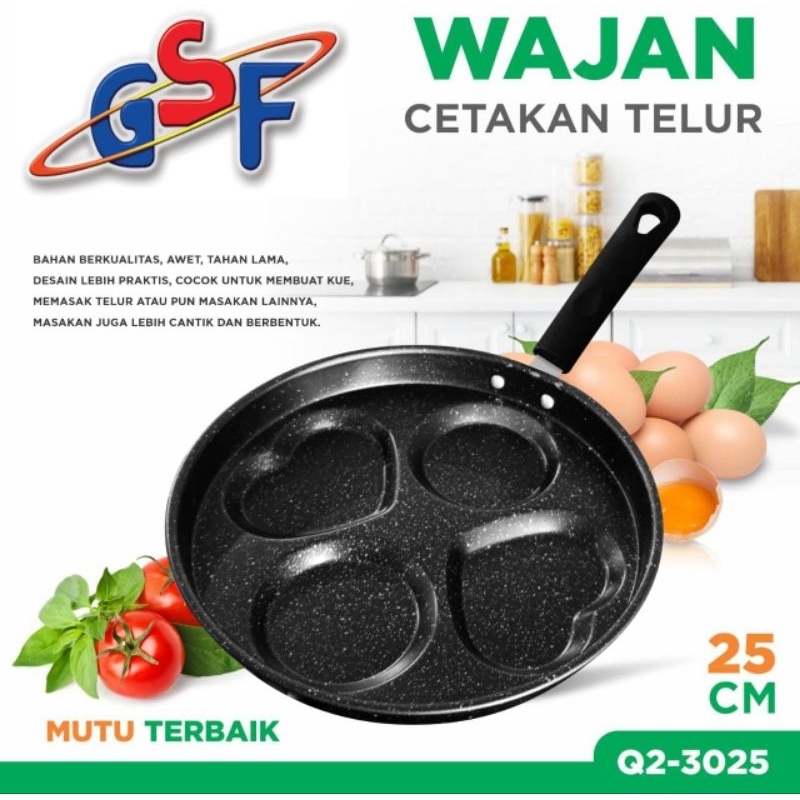 GSF
WAJAN
CETAKAN TELUR
BAHAN BERKUALITAS, AWET, TAHAN LAMA,
DESAIN LEBIH PRAKTIS, COCOK UNTUK MEMBUAT KUE,
MEMASAK TELUR ATAU PUN MASAKAN LAINNYA,
MASAKAN JUGA LEBIH CANTIK DAN BERBENTUK.
25
CM
MUTU TERBAIK
Q2-3025